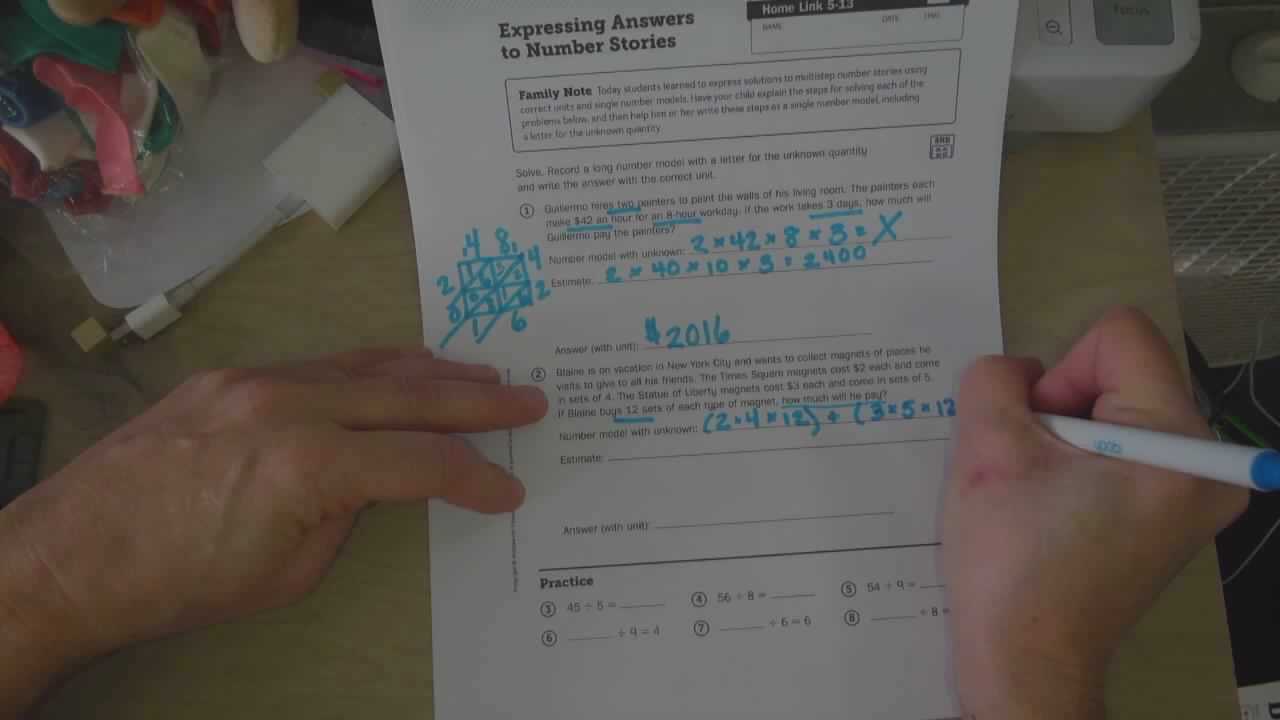 Expressing Answers
to Number Stories
Home Link 5-13
NAME DATE TIME
Focus
Family Note Today students learned to express solutions to multistep number stories using
correct units and single number models. Have your child explain the steps for solving each of the
problems below, and then help him or her write these steps as a single number model, including
a letter for the unknown quantity.
SRB
Solve. Record a long number model with a letter for the unknown quantity
and write the answer with the correct unit.
① Guillermo hires two painters to paint the walls of his living room. The painters each
make $42 an hour for an 8-hour workday. If the work takes 3 days, how much will
Guillermo pay the painters?
Number model with unknown: 2 * 42 * 8 * 3 = X
Estimate: 2 * 40 * 10 * 3 = 2400
4 8
4
2
2
0
1 6
Answer (with unit): $2016
② Blaine is on vacation in New York City and wants to collect magnets of places he
visits to give to all his friends. The Times Square magnets cost $2 each and come
in sets of 4. The Statue of Liberty magnets cost $3 each and come in sets of 5.
If Blaine buys 12 sets of each type of magnet, how much will he pay?
Number model with unknown: (2 * 4 * 12) + (3 * 5 * 12
Estimate:
Answer (with unit):
yoobi
Practice
③ 45 ÷ 5 = ④ 56 ÷ 8 = ⑤ 54 ÷ 9 =
⑥ ÷ 9 = 4 ⑦ ÷ 6 = 6 ⑧ ÷ 8 =